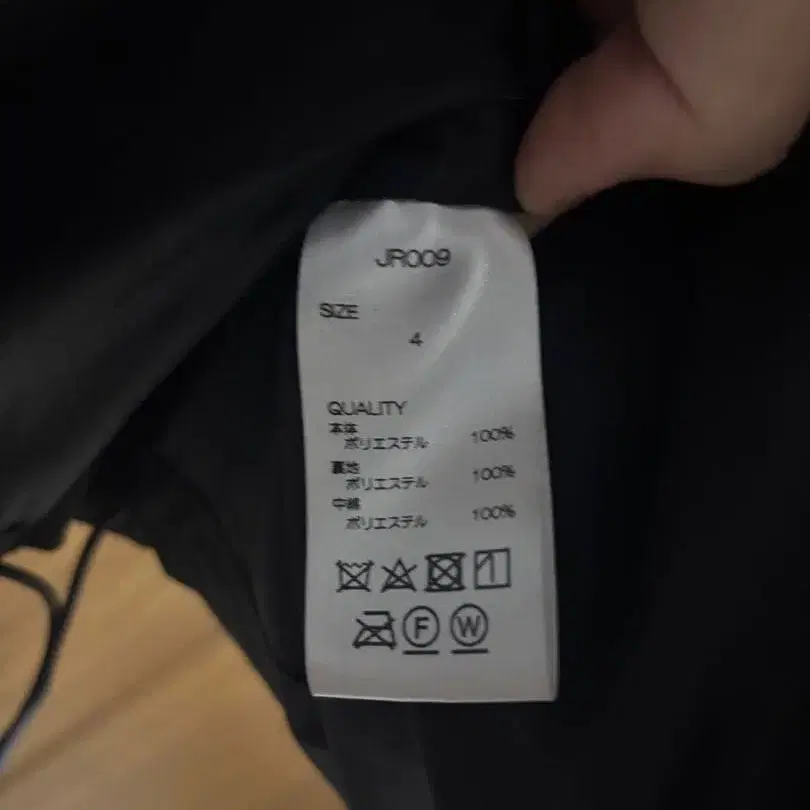 JR009
SIZE
4
QUALITY
本体
ポリエステル 100%
裏地
ポリエステル 100%
中綿
ポリエステル 100%
F W